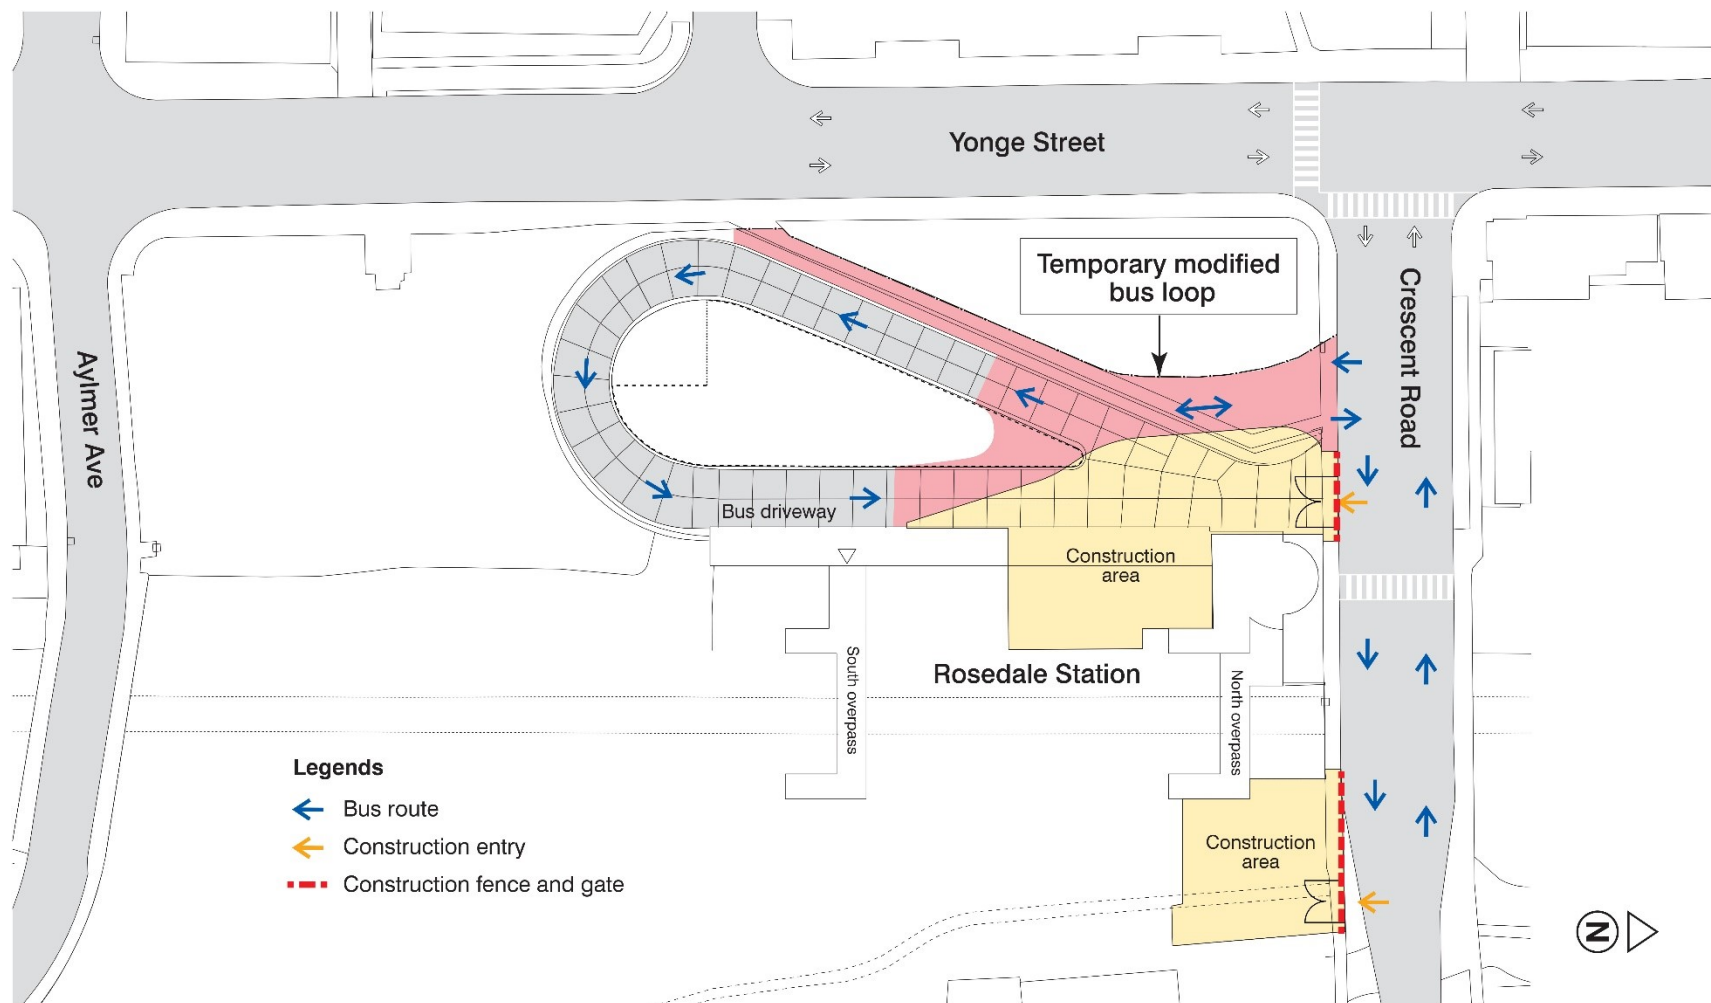 Yonge Street
Temporary modified
bus loop
Crescent Road
Aylmer Ave
Bus driveway
Construction
area
Rosedale Station
South overpass
North overpass
Legends
Bus route
Construction entry
Construction fence and gate
Construction
area
N